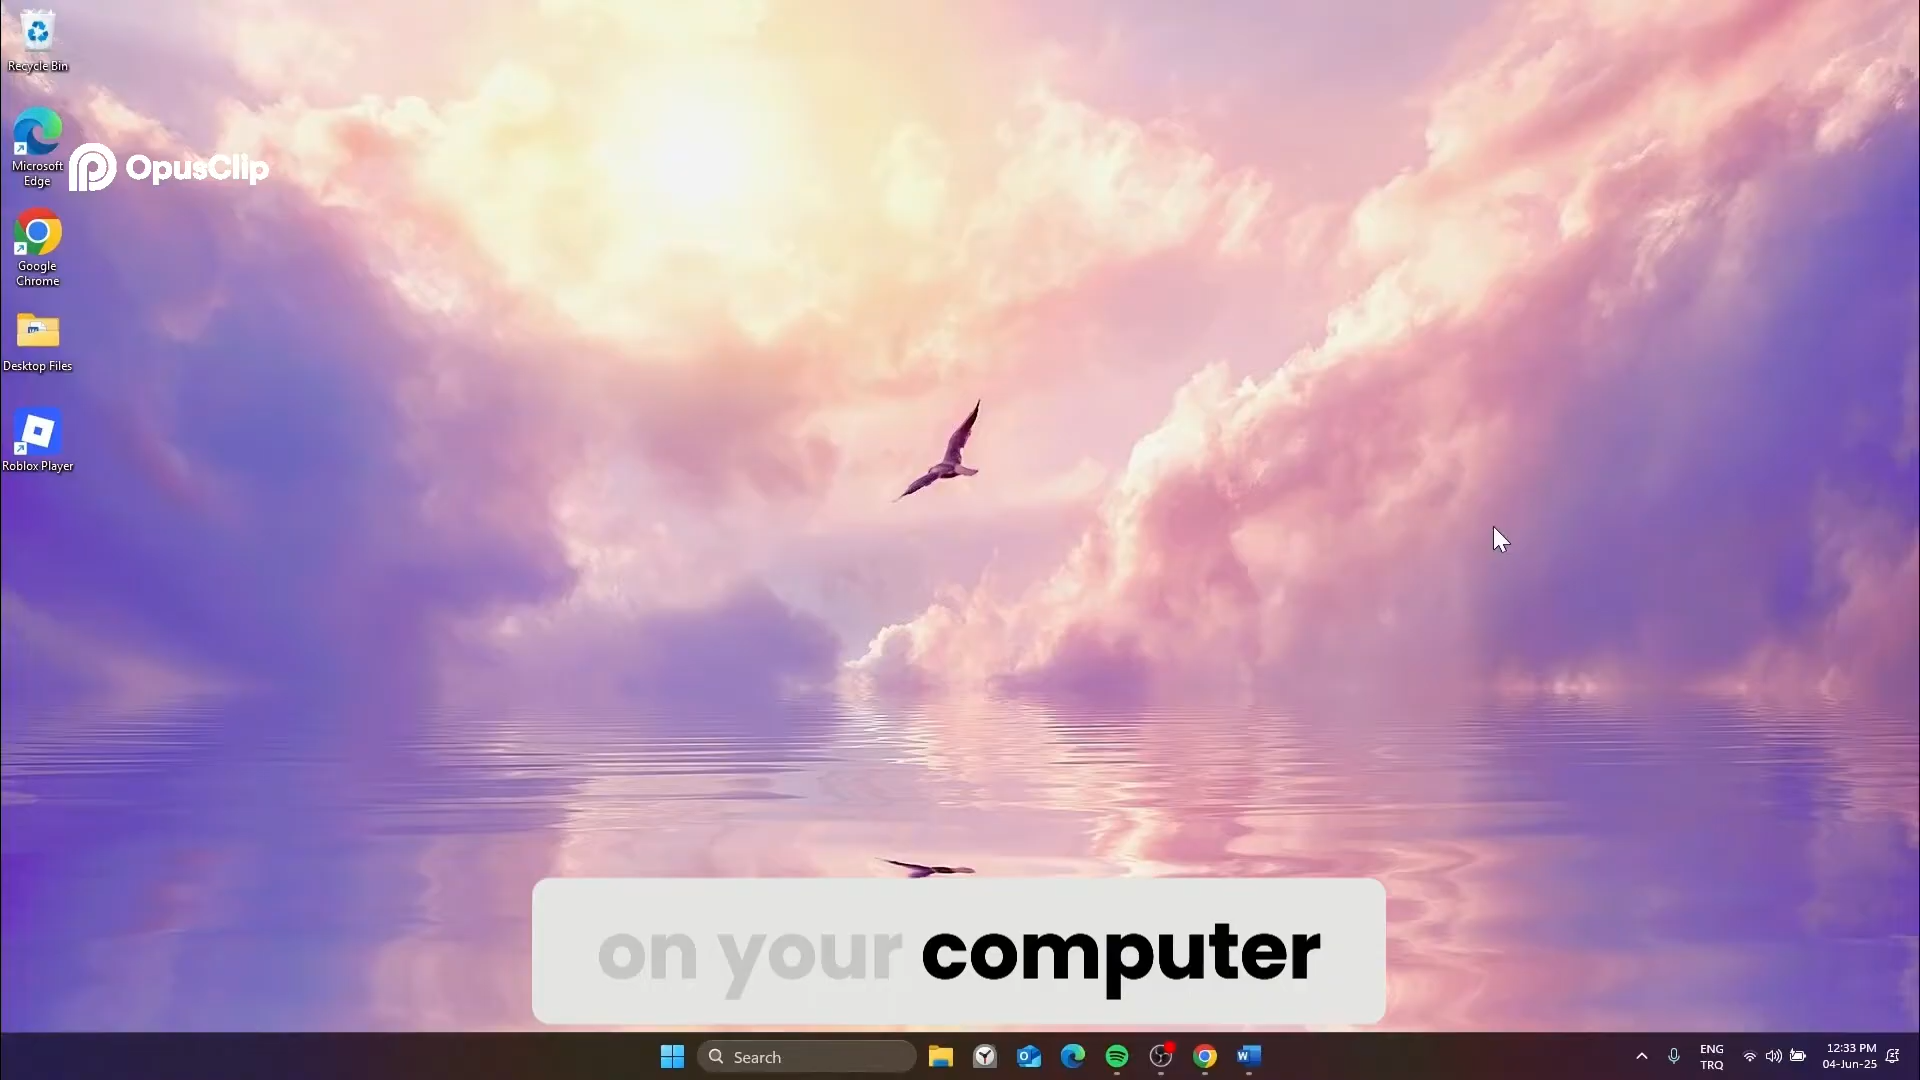 Recycle Bin
Microsoft
Edge
OpusClip
Google
Chrome
Desktop Files
Roblox Player
on your computer
Search
ENG
TRQ
12:33 PM
04-Jun-25